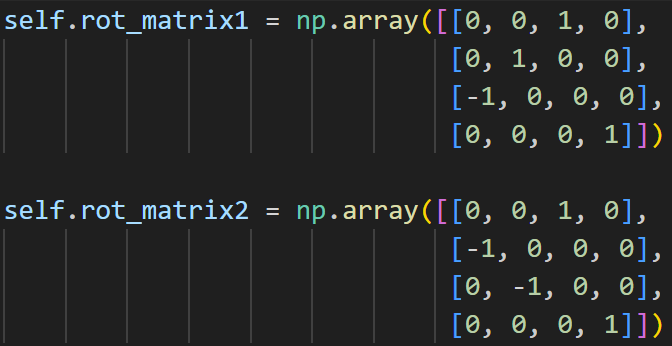 self.rot_matrix1 = np.array([[0, 0, 1, 0],
[0, 1, 0, 0],
[-1, 0, 0, 0],
[0, 0, 0, 1]])
self.rot_matrix2 = np.array([[0, 0, 1, 0],
[-1, 0, 0, 0],
[0, -1, 0, 0],
[0, 0, 0, 1]])